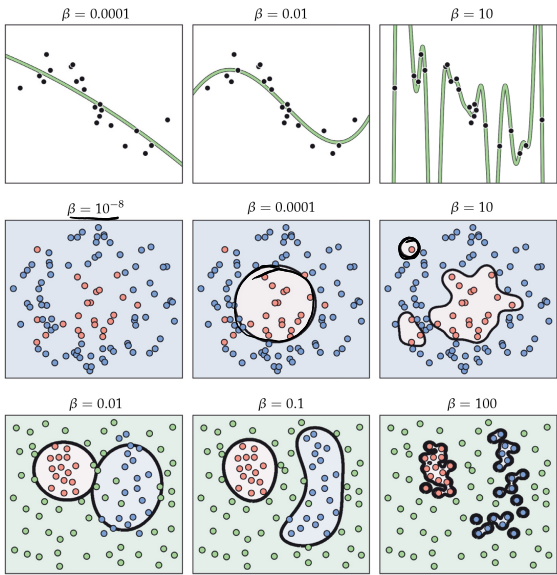 β = 0.0001
β = 0.01
β = 10
β = 10⁻⁸
β = 0.0001
β = 10
β = 0.01
β = 0.1
β = 100